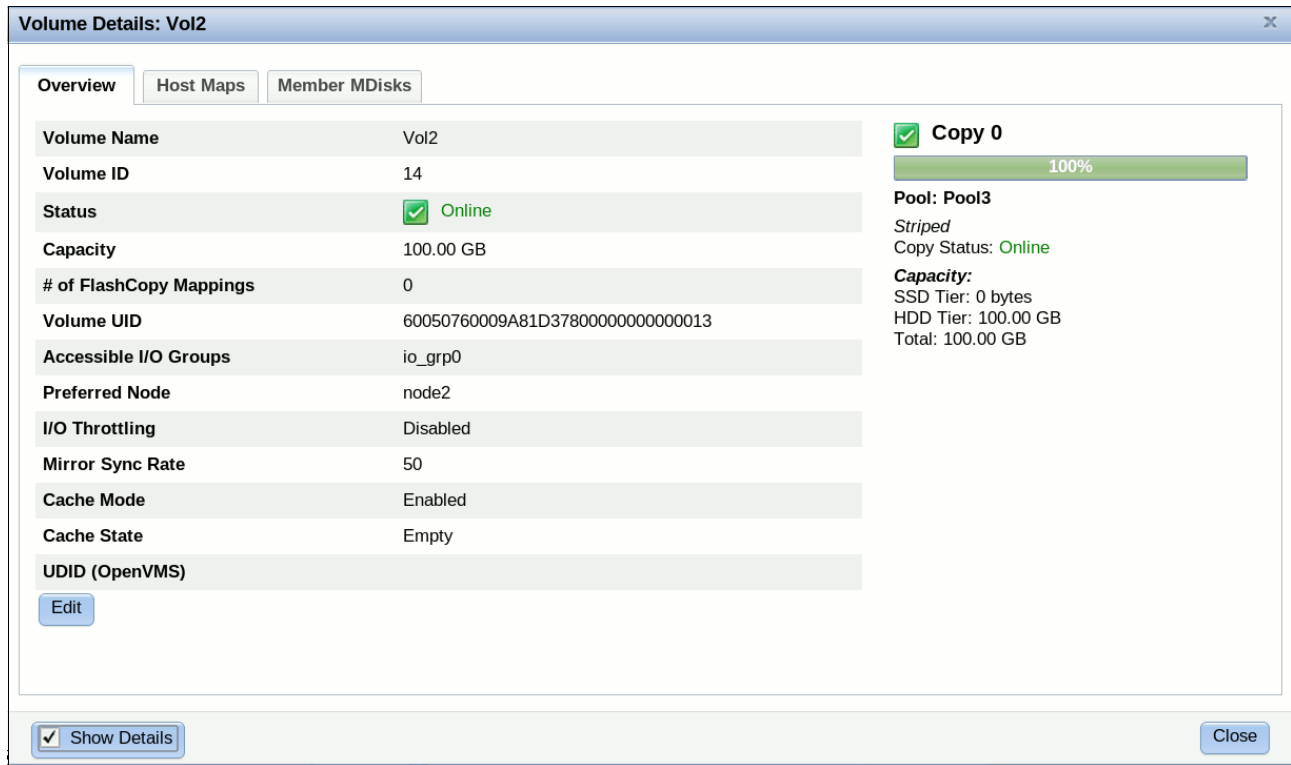 Volume Details: Vol2
Overview Host Maps Member MDisks
Volume Name Vol2
Volume ID 14
Status Online
Capacity 100.00 GB
# of FlashCopy Mappings 0
Volume UID 60050760009A81D37800000000000013
Accessible I/O Groups io_grp0
Preferred Node node2
I/O Throttling Disabled
Mirror Sync Rate 50
Cache Mode Enabled
Cache State Empty
UDID (OpenVMS)
Edit
Copy 0
100%
Pool: Pool3
Striped
Copy Status: Online
Capacity:
SSD Tier: 0 bytes
HDD Tier: 100.00 GB
Total: 100.00 GB
Show Details
Close